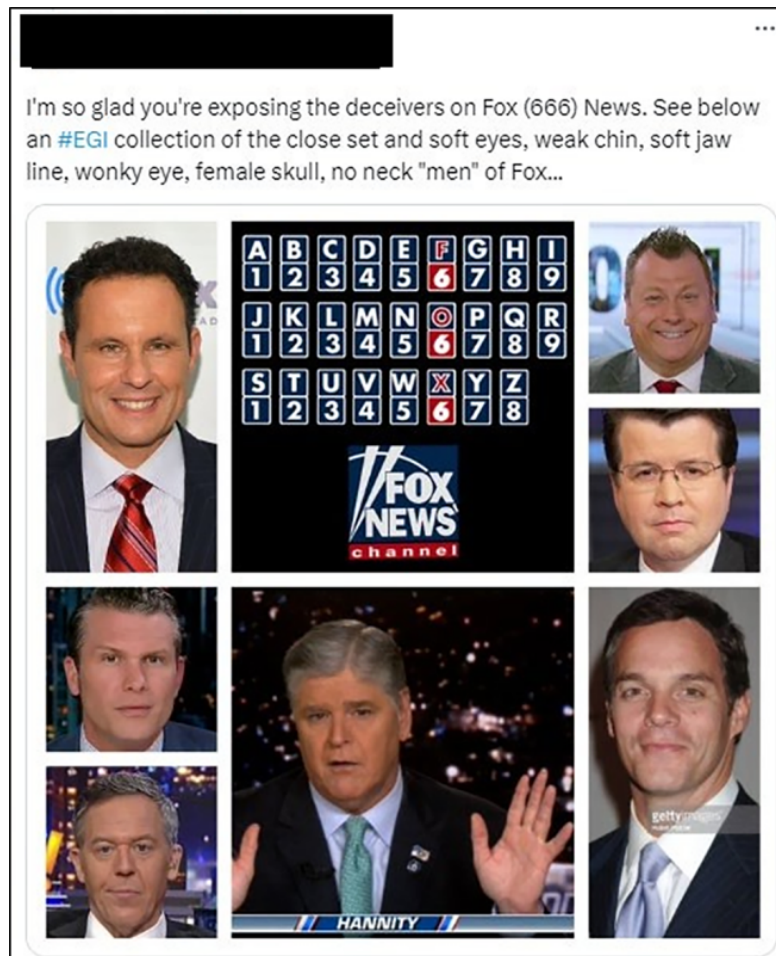 I'm so glad you're exposing the deceivers on Fox (666) News. See below
an #EGI collection of the close set and soft eyes, weak chin, soft jaw
line, wonky eye, female skull, no neck "men" of Fox...
A B C D E F G H I
1 2 3 4 5 6 7 8 9
J K L M N O P Q R
1 2 3 4 5 6 7 8 9
S T U V W X Y Z
1 2 3 4 5 6 7 8
FOX
NEWS
channel
gettyimages
HANNITY